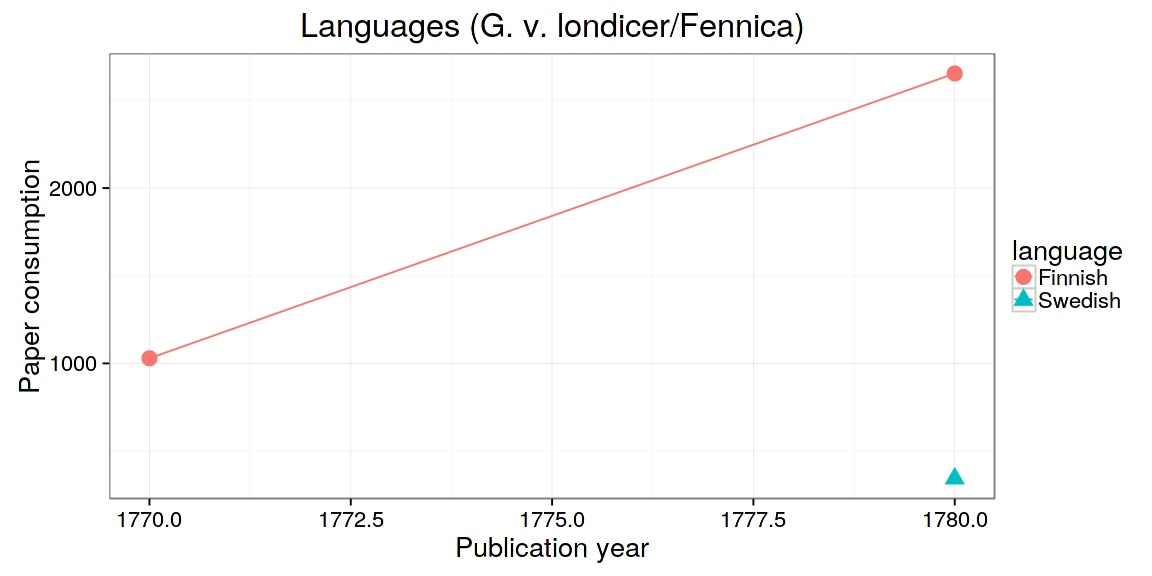 Languages (G. v. londicer/Fennica)
Paper consumption
2000
1000
1770.0 1772.5 1775.0 1777.5 1780.0
Publication year
language
Finnish
Swedish